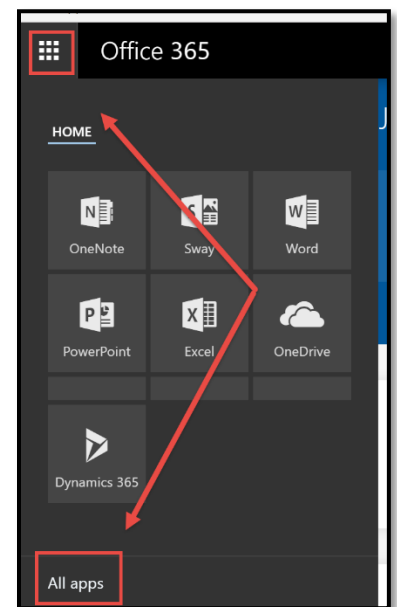 Office 365
HOME
OneNote
Sway
Word
PowerPoint
Excel
OneDrive
Dynamics 365
All apps